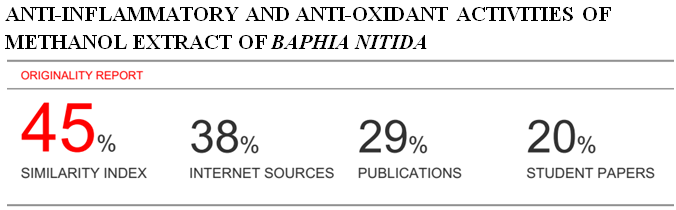 ANTI-INFLAMMATORY AND ANTI-OXIDANT ACTIVITIES OF
METHANOL EXTRACT OF BAPHIA NITIDA
ORIGINALITY REPORT
45% 38% 29% 20%
SIMILARITY INDEX INTERNET SOURCES PUBLICATIONS STUDENT PAPERS